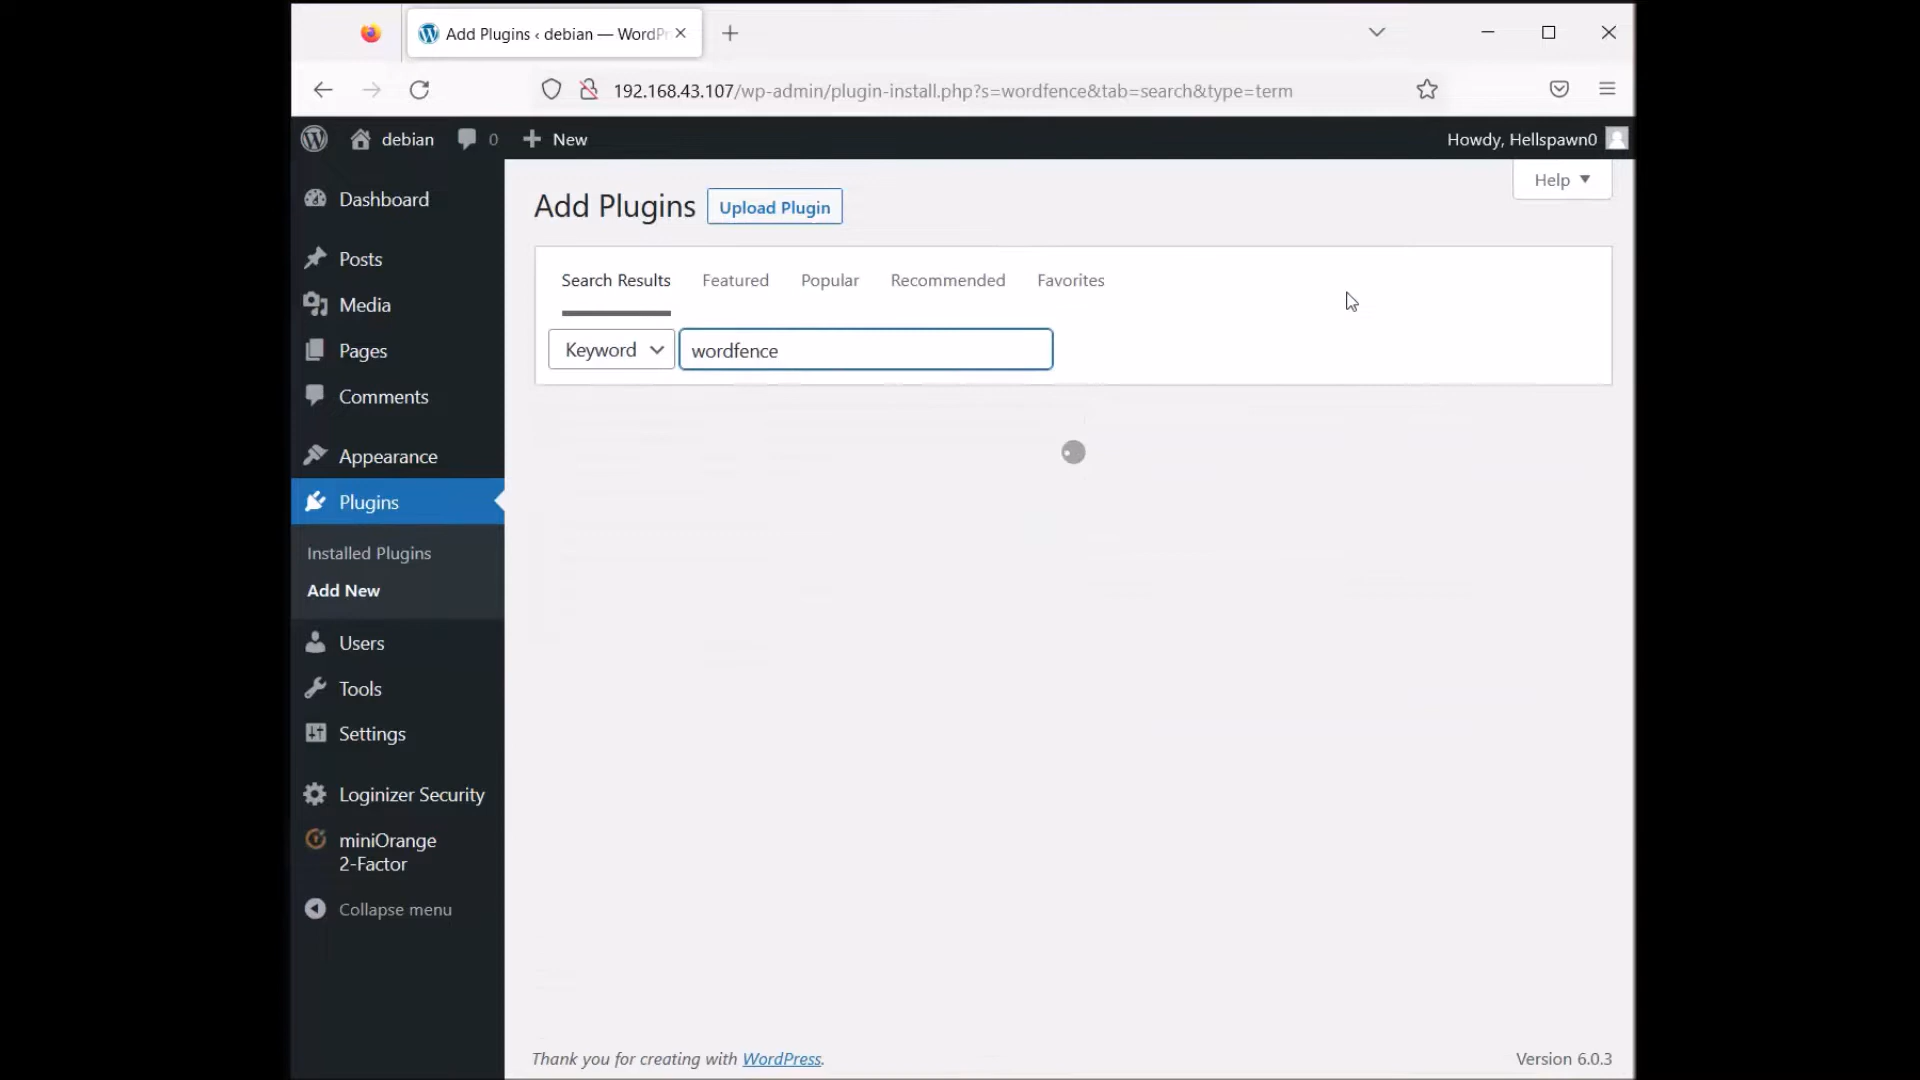 Add Plugins ‹ debian — WordPr
192.168.43.107/wp-admin/plugin-install.php?s=wordfence&tab=search&type=term
debian
0
New
Howdy, Hellspawn0
Help
Dashboard
Posts
Media
Pages
Comments
Appearance
Plugins
Installed Plugins
Add New
Users
Tools
Settings
Loginizer Security
miniOrange
2-Factor
Collapse menu
Add Plugins
Upload Plugin
Search Results
Featured
Popular
Recommended
Favorites
Keyword
wordfence
Thank you for creating with WordPress.
Version 6.0.3